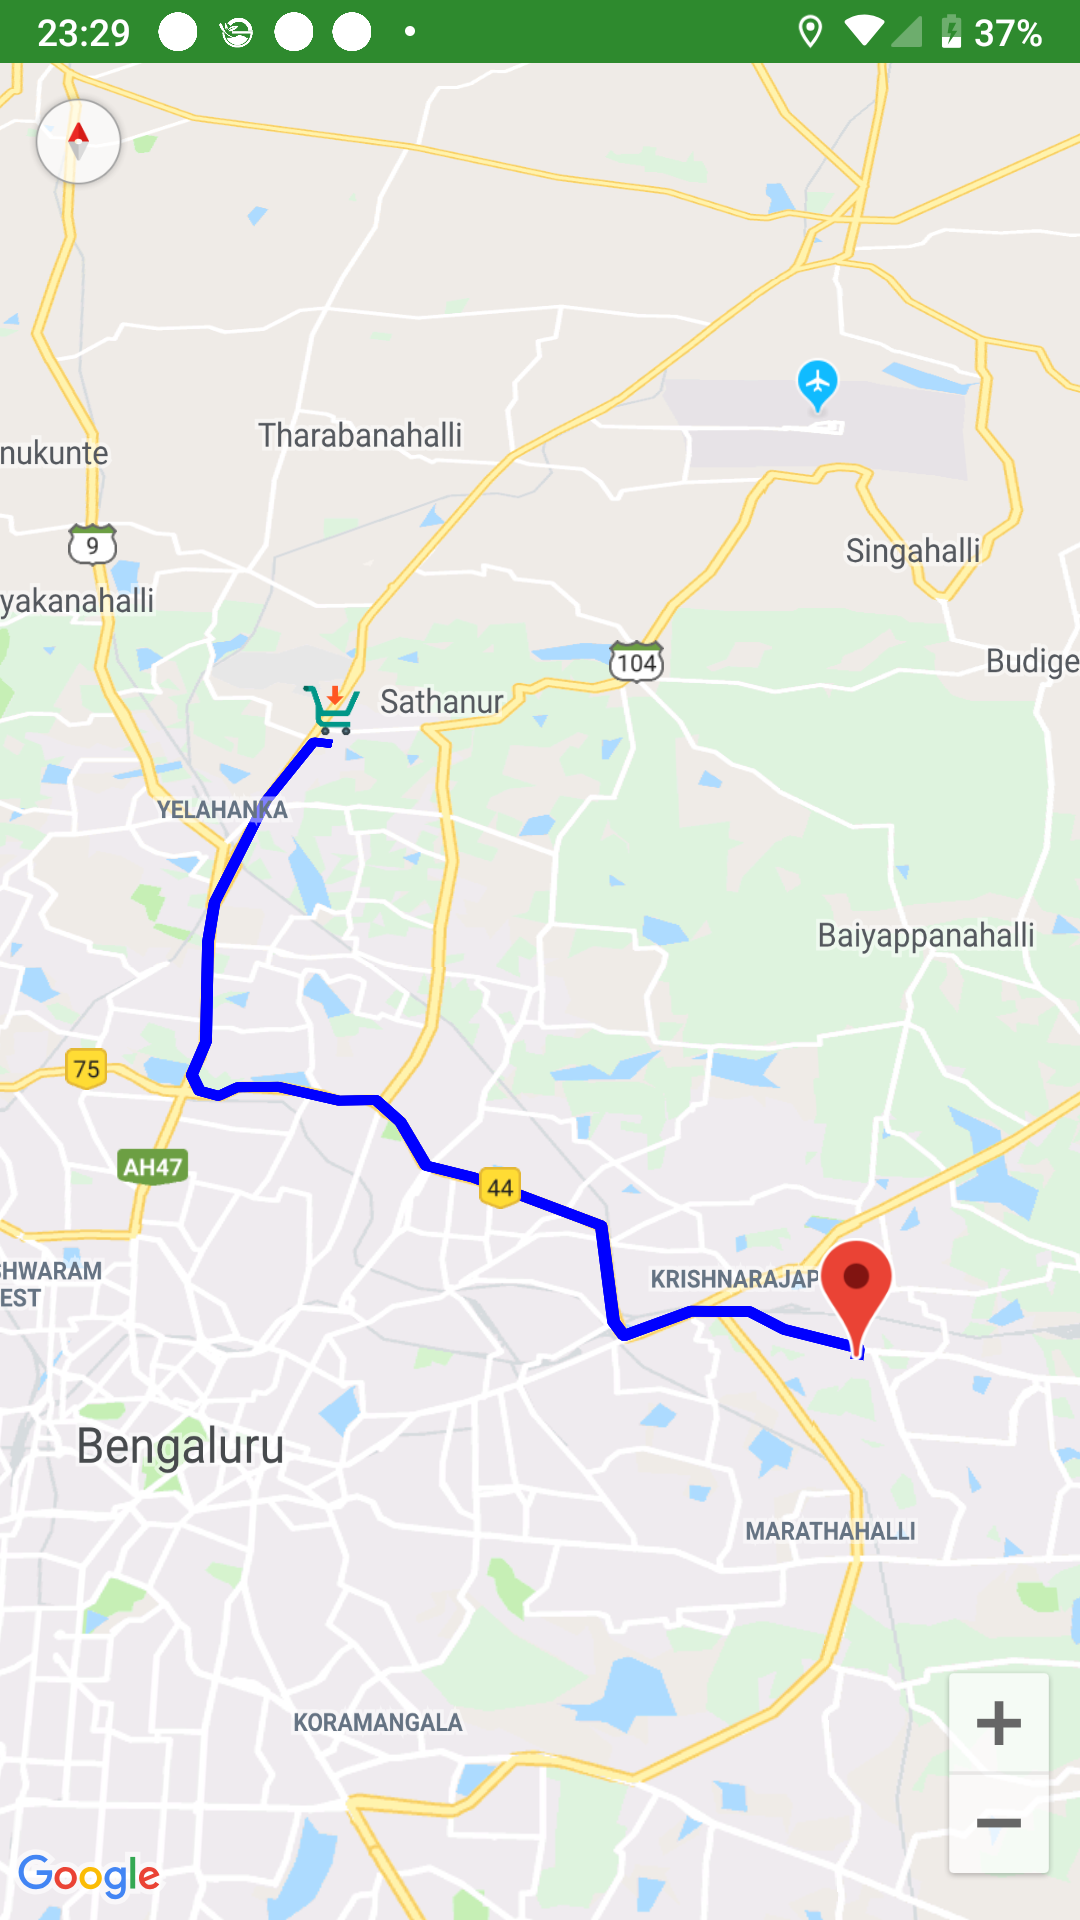 23:29
37%
Tharabanahalli
nukunte
9
Singahalli
yakanahalli
104
Budige
Sathanur
YELAHANKA
Baiyappanahalli
75
AH47
44
SHWARAM
EST
KRISHNARAJAP
Bengaluru
MARATHAHALLI
KORAMANGALA
+
−
Google